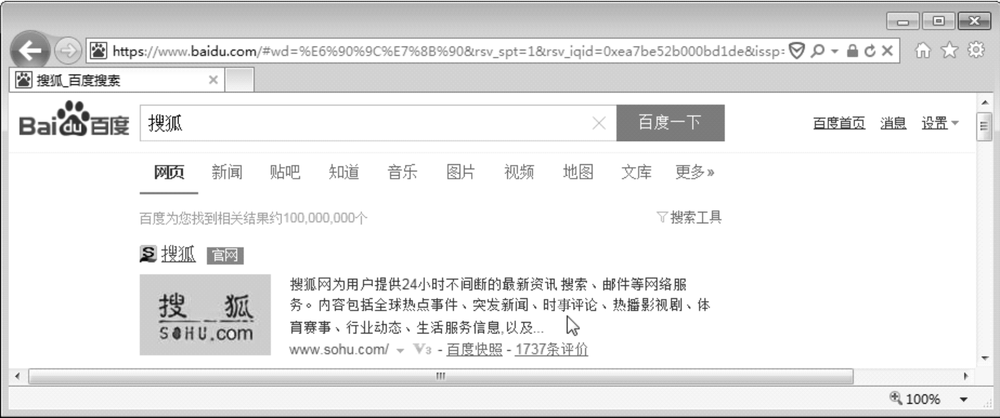 https://www.baidu.com/#wd=%E6%90%9C%E7%8B%90&rsv_spt=1&rsv_iqid=0xea7be52b000bd1de&issp=
搜狐_百度搜索
Bai du 百度 搜狐 百度一下 百度首页 消息 设置
网页 新闻 贴吧 知道 音乐 图片 视频 地图 文库 更多»
百度为您找到相关结果约100,000,000个 搜索工具
S 搜狐 官网
搜 狐
SOHU.com
搜狐网为用户提供24小时不间断的最新资讯 搜索、邮件等网络服
务。内容包括全球热点事件、突发新闻、时事评论、热播影视剧、体
育赛事、行业动态、生活服务信息,以及...
www.sohu.com/ V3 - 百度快照 - 1737条评价
100%